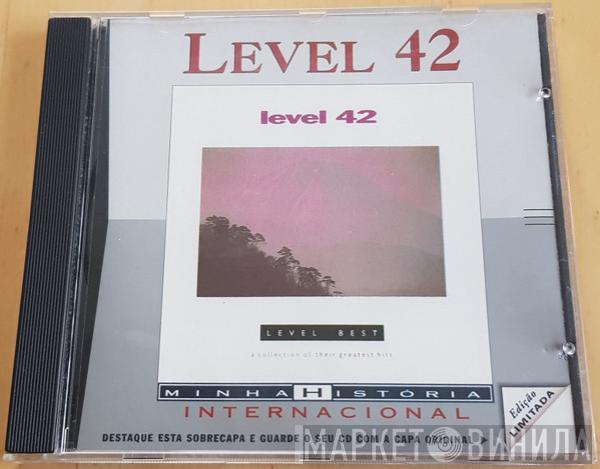 LEVEL 42
level 42
LEVEL BEST
a collection of their greatest hits
MINHA HISTÓRIA
INTERNACIONAL
Edição
LIMITADA
DESTAQUE ESTA SOBRECAPA E GUARDE O SEU CD COM A CAPA ORIGINAL
МАРКЕТ ВИНИЛА